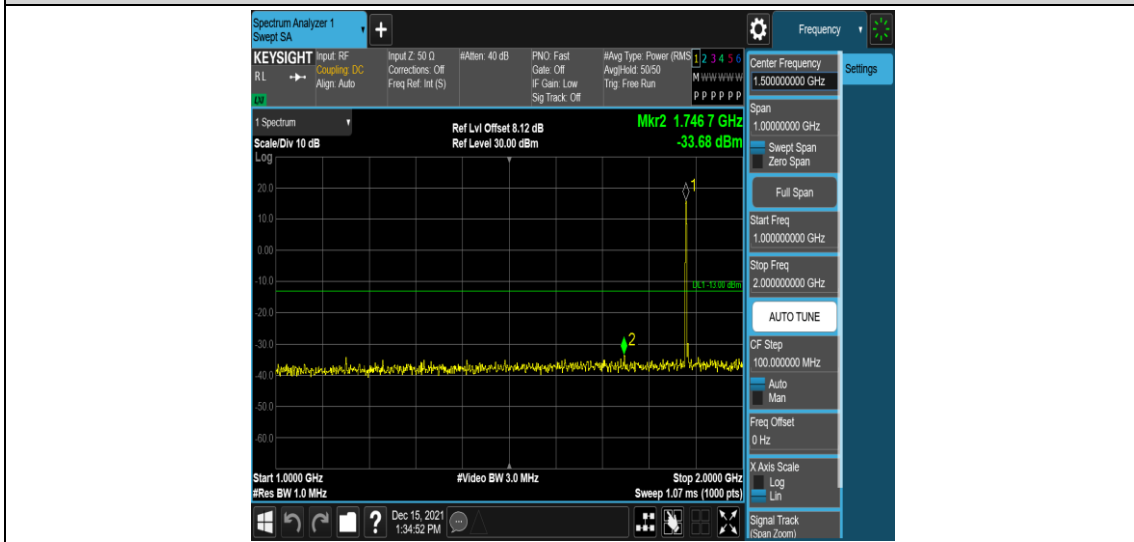 Spectrum Analyzer 1
Swept SA
+
Frequency
KEYSIGHT
RL
LXI
Input: RF
Coupling: DC
Align: Auto
Input Z: 50 Ω
Corrections: Off
Freq Ref: Int (S)
#Atten: 40 dB
PNO: Fast
Gate: Off
IF Gain: Low
Sig Track: Off
#Avg Type: Power (RMS
Avg|Hold: 50/50
Trig: Free Run
1 2 3 4 5 6
M W W W W W
P P P P P P
1 Spectrum
Scale/Div 10 dB
Log
Ref Lvl Offset 8.12 dB
Ref Level 30.00 dBm
Mkr2 1.746 7 GHz
-33.68 dBm
1
20.0
10.0
0.00
-10.0
DL1 -13.00 dBm
-20.0
-30.0
2
-40.0
-50.0
-60.0
Start 1.0000 GHz
#Res BW 1.0 MHz
#Video BW 3.0 MHz
Stop 2.0000 GHz
Sweep 1.07 ms (1000 pts)
Center Frequency
1.500000000 GHz
Settings
Span
1.00000000 GHz
Swept Span
Zero Span
Full Span
Start Freq
1.000000000 GHz
Stop Freq
2.000000000 GHz
AUTO TUNE
CF Step
100.000000 MHz
Auto
Man
Freq Offset
0 Hz
X Axis Scale
Log
Lin
Signal Track
(Span Zoom)
?
Dec 15, 2021
1:34:52 PM